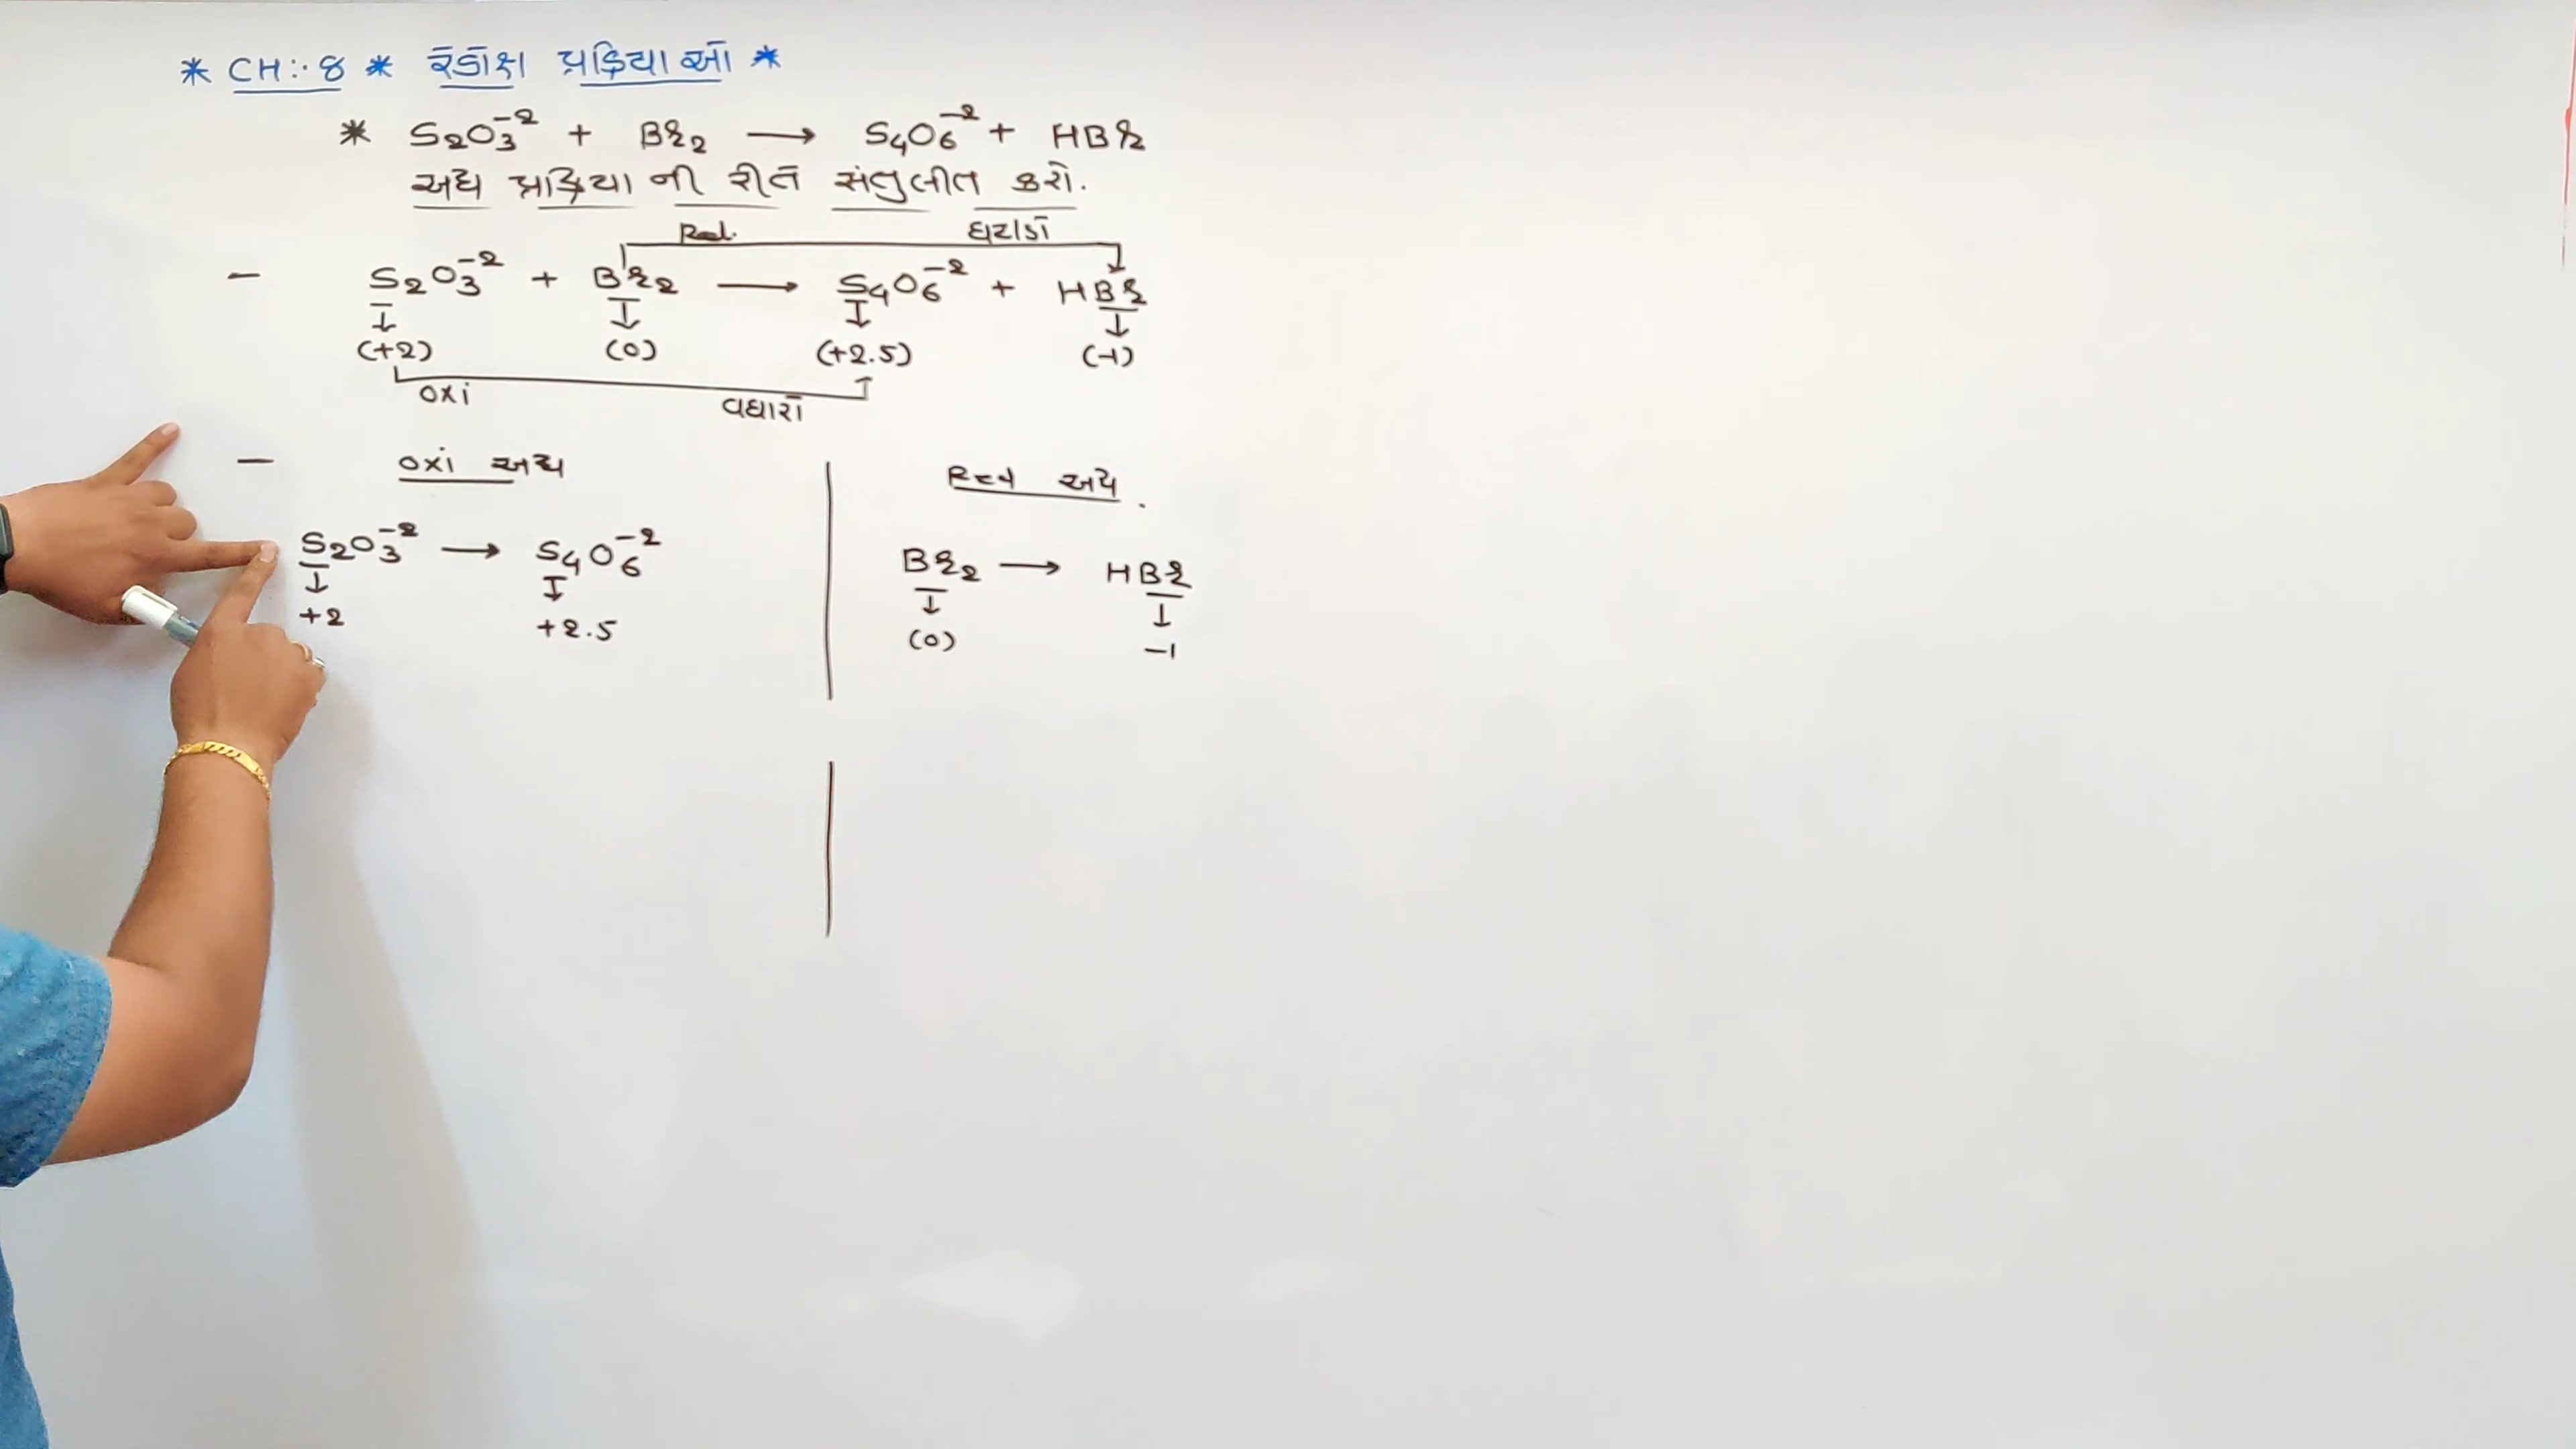 * CH:- 8 * રેડોક્ષ પ્રક્રિયાઓ *
* S₂O₃⁻² + Br₂ ⟶ S₄O₆⁻² + HBr
અર્ધ પ્રક્રિયા ની રીતે સંતુલીત કરો.
Red. ઘટાડો
— S₂O₃⁻² + Br₂ ⟶ S₄O₆⁻² + HBr
↓ ↓ ↓ ↓
(+2) (0) (+2.5) (-1)
oxi વધારો
— oxi અર્ધ
Red અર્ધ.
S₂O₃⁻² ⟶ S₄O₆⁻²
↓ ↓
+2 +2.5
Br₂ ⟶ HBr
↓ ↓
(0) -1